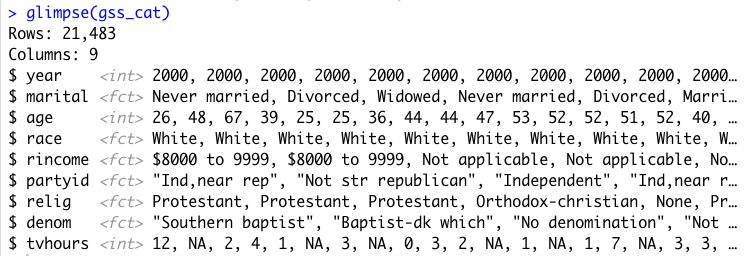 > glimpse(gss_cat)
Rows: 21,483
Columns: 9
$ year <int> 2000, 2000, 2000, 2000, 2000, 2000, 2000, 2000, 2000, 2000, 2000…
$ marital <fct> Never married, Divorced, Widowed, Never married, Divorced, Marri…
$ age <int> 26, 48, 67, 39, 25, 25, 36, 44, 44, 47, 53, 52, 52, 51, 52, 40, …
$ race <fct> White, White, White, White, White, White, White, White, White, W…
$ rincome <fct> $8000 to 9999, $8000 to 9999, Not applicable, Not applicable, No…
$ partyid <fct> "Ind,near rep", "Not str republican", "Independent", "Ind,near r…
$ relig <fct> Protestant, Protestant, Protestant, Orthodox-christian, None, Pr…
$ denom <fct> "Southern baptist", "Baptist-dk which", "No denomination", "Not …
$ tvhours <int> 12, NA, 2, 4, 1, NA, 3, NA, 0, 3, 2, NA, 1, NA, 1, 7, NA, 3, 3, …